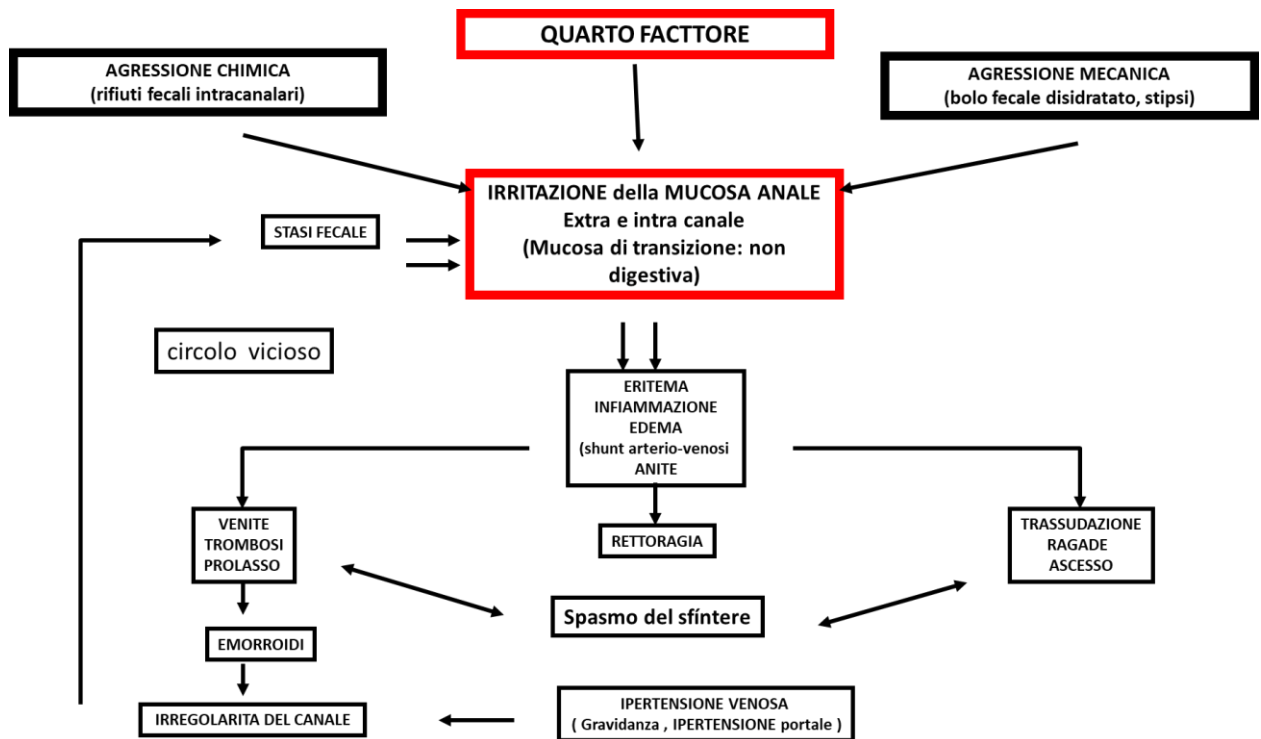 QUARTO FACTTORE
AGRESSIONE CHIMICA
(rifiuti fecali intracanalari)
AGRESSIONE MECANICA
(bolo fecale disidratato, stipsi)
IRRITAZIONE della MUCOSA ANALE
Extra e intra canale
(Mucosa di transizione: non
digestiva)
STASI FECALE
circolo vicioso
ERITEMA
INFIAMMAZIONE
EDEMA
(shunt arterio-venosi
ANITE
VENITE
TROMBOSI
PROLASSO
RETTORAGIA
TRASSUDAZIONE
RAGADE
ASCESSO
Spasmo del sfíntere
EMORROIDI
IRREGOLARITA DEL CANALE
IPERTENSIONE VENOSA
( Gravidanza , IPERTENSIONE portale )